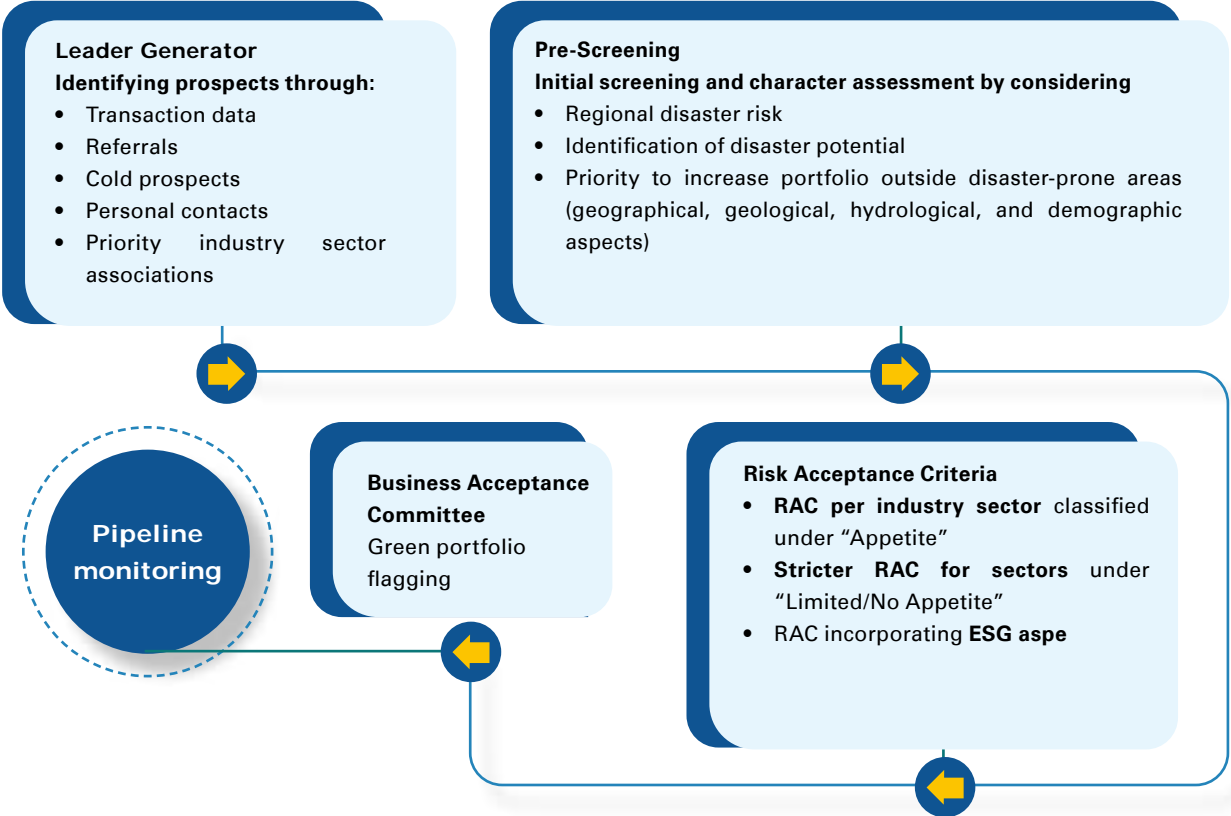 Leader Generator
Identifying prospects through:
• Transaction data
• Referrals
• Cold prospects
• Personal contacts
• Priority industry sector
associations
Pre-Screening
Initial screening and character assessment by considering
• Regional disaster risk
• Identification of disaster potential
• Priority to increase portfolio outside disaster-prone areas
(geographical, geological, hydrological, and demographic
aspects)
Risk Acceptance Criteria
• RAC per industry sector classified
under “Appetite”
• Stricter RAC for sectors under
“Limited/No Appetite”
• RAC incorporating ESG aspe
Business Acceptance
Committee
Green portfolio
flagging
Pipeline
monitoring